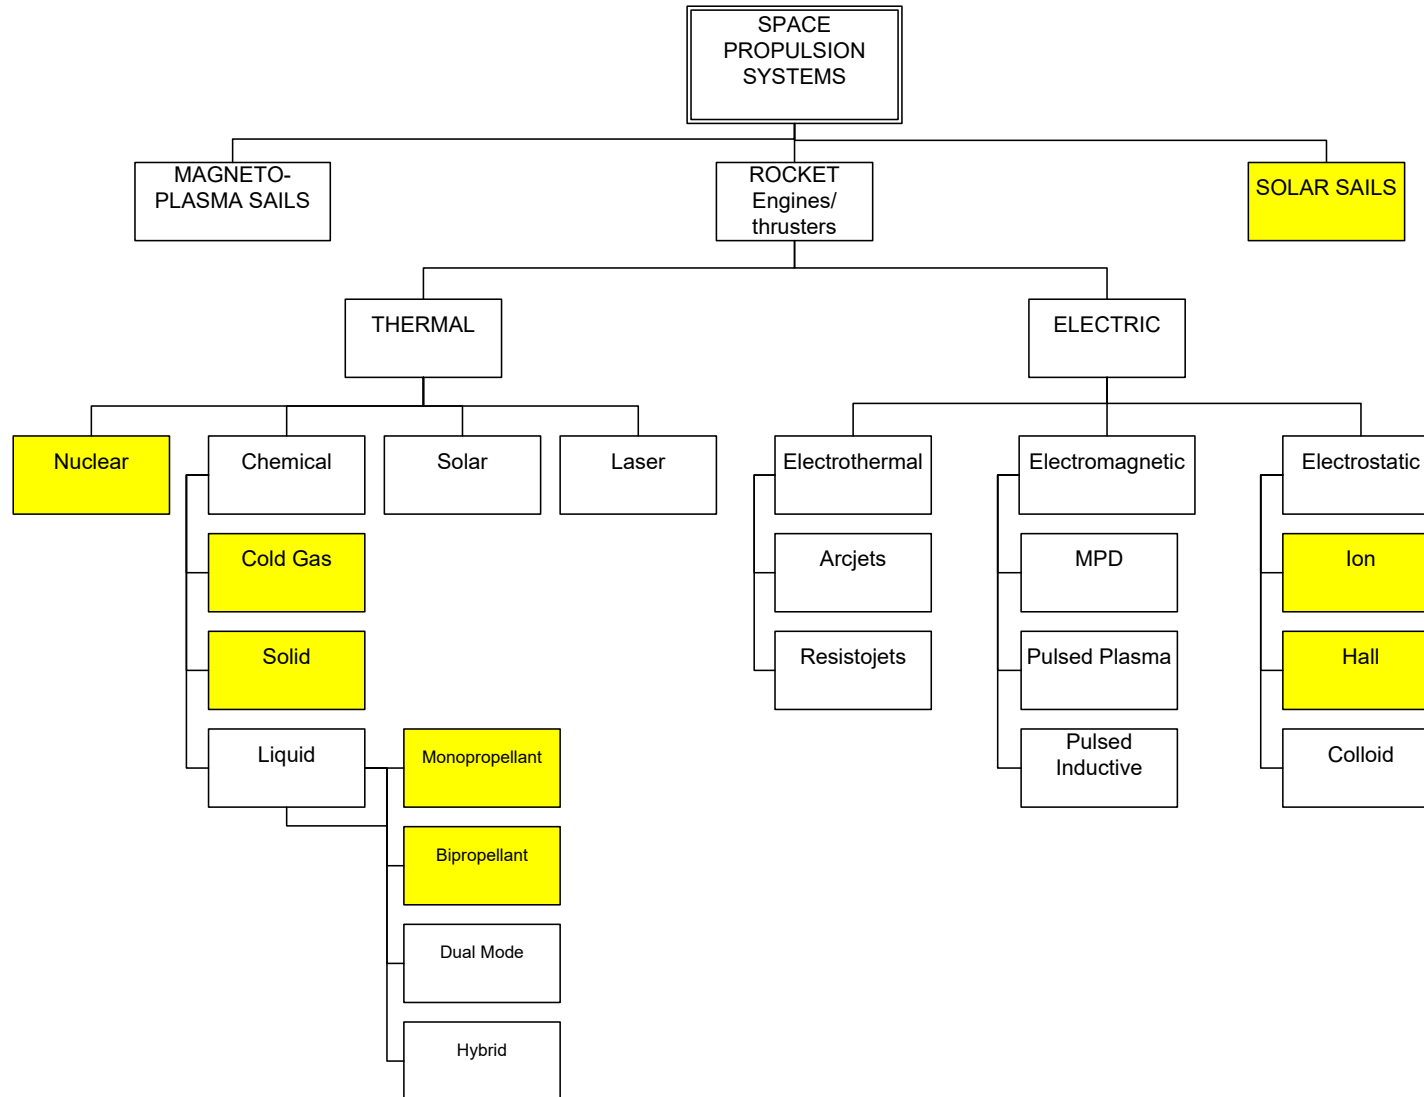 SPACE
PROPULSION
SYSTEMS
MAGNETO-
PLASMA SAILS
ROCKET
Engines/
thrusters
SOLAR SAILS
THERMAL
ELECTRIC
Nuclear
Chemical
Solar
Laser
Electrothermal
Electromagnetic
Electrostatic
Cold Gas
Arcjets
MPD
Ion
Solid
Resistojets
Pulsed Plasma
Hall
Liquid
Monopropellant
Pulsed
Inductive
Colloid
Bipropellant
Dual Mode
Hybrid